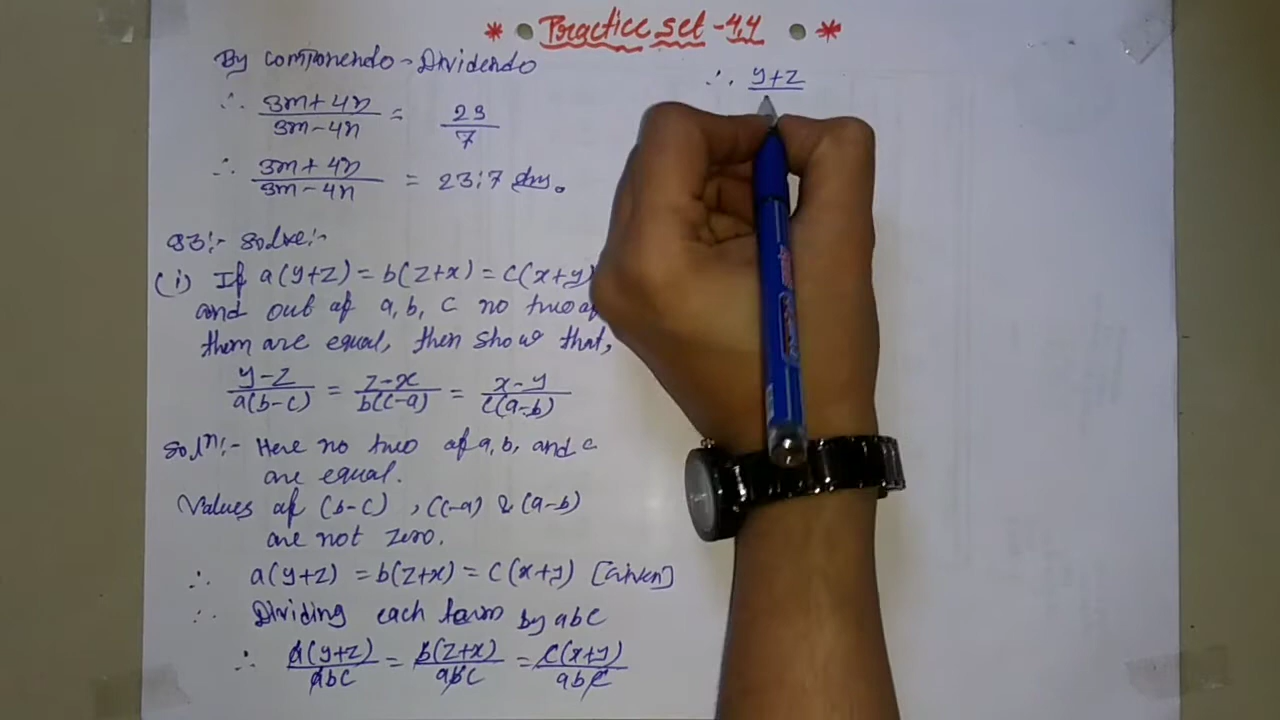 * Practice set - 4.4 *
By Componendo - Dividendo
∴ (3m+4n)/(3m-4n) = 23/7
∴ (3m+4n)/(3m-4n) = 23:7
Q3:- Solve:-
(i) If a(y+z) = b(z+x) = c(x+y)
and out of a, b, c no two of
them are equal, then show that,
(y-z)/(a(b-c)) = (z-x)/(b(c-a)) = (x-y)/(c(a-b))
Solⁿ:- Here no two of a, b, and c
are equal.
Values of (b-c), (c-a) & (a-b)
are not zero.
∴ a(y+z) = b(z+x) = c(x+y) [Given]
∴ Dividing each term by abc
∴ a(y+z)/abc = b(z+x)/abc = c(x+y)/abc
∴ y+z